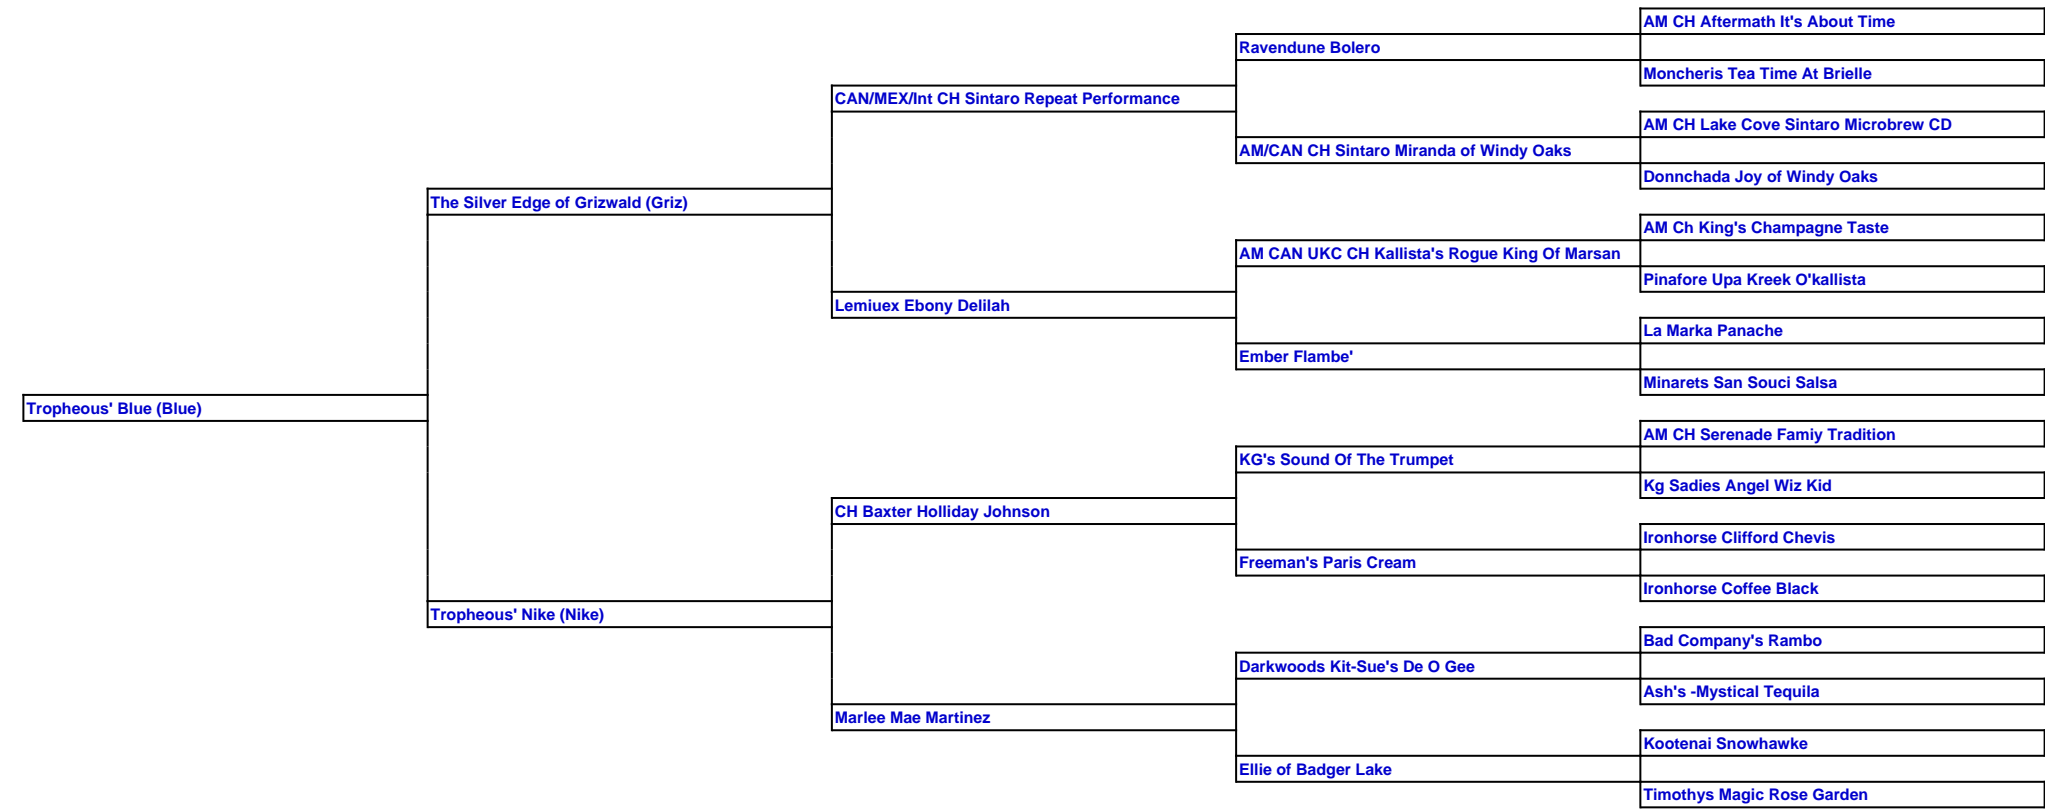 AM CH Aftermath It's About Time
Ravendune Bolero
Moncheris Tea Time At Brielle
CAN/MEX/Int CH Sintaro Repeat Performance
AM CH Lake Cove Sintaro Microbrew CD
AM/CAN CH Sintaro Miranda of Windy Oaks
Donnchada Joy of Windy Oaks
The Silver Edge of Grizwald (Griz)
AM Ch King's Champagne Taste
AM CAN UKC CH Kallista's Rogue King Of Marsan
Pinafore Upa Kreek O'kallista
Lemiuex Ebony Delilah
La Marka Panache
Ember Flambe'
Minarets San Souci Salsa
Tropheous' Blue (Blue)
AM CH Serenade Famiy Tradition
KG's Sound Of The Trumpet
Kg Sadies Angel Wiz Kid
CH Baxter Holliday Johnson
Ironhorse Clifford Chevis
Freeman's Paris Cream
Ironhorse Coffee Black
Tropheous' Nike (Nike)
Bad Company's Rambo
Darkwoods Kit-Sue's De O Gee
Ash's -Mystical Tequila
Marlee Mae Martinez
Kootenai Snowhawke
Ellie of Badger Lake
Timothys Magic Rose Garden